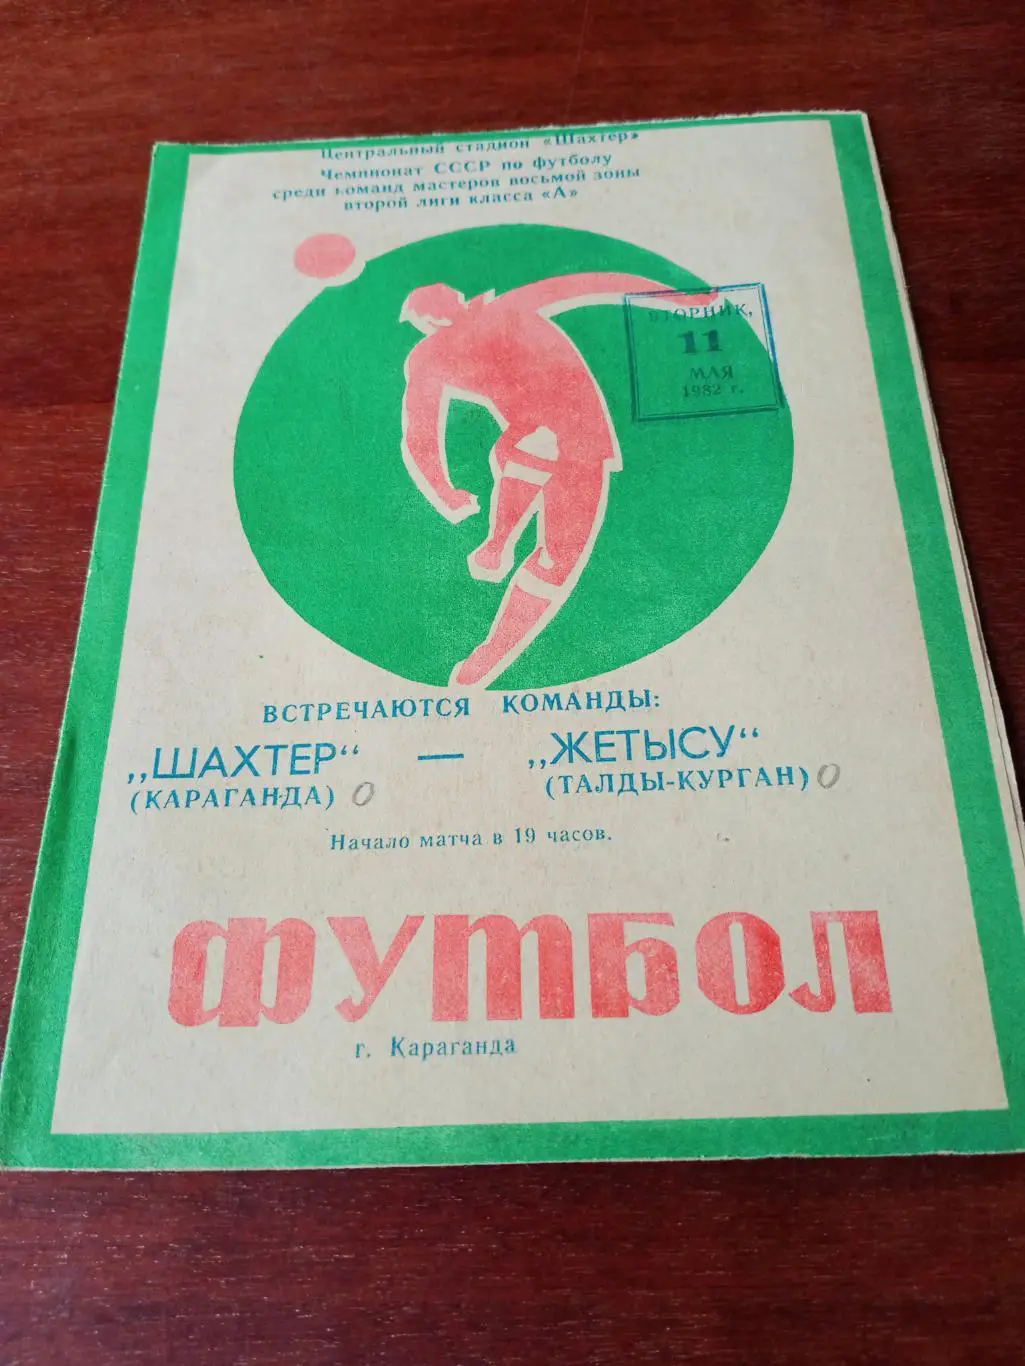 Центральный стадион «Шахтер»
Чемпионат СССР по футболу
среди команд мастеров восьмой зоны
второй лиги класса «А»
ВТОРНИК,
11
МАЯ
1982 г.
ВСТРЕЧАЮТСЯ КОМАНДЫ:
„ШАХТЕР“ — „ЖЕТЫСУ“
(КАРАГАНДА) 0 (ТАЛДЫ-КУРГАН) 0
Начало матча в 19 часов.
ФУТБОЛ
г. Караганда